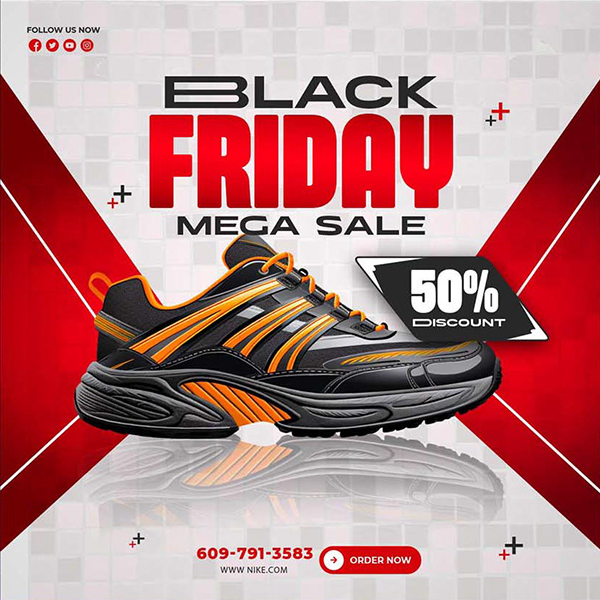 FOLLOW US NOW
BLACK
FRIDAY
MEGA SALE
50%
DISCOUNT
609-791-3583
WWW.NIKE.COM
ORDER NOW